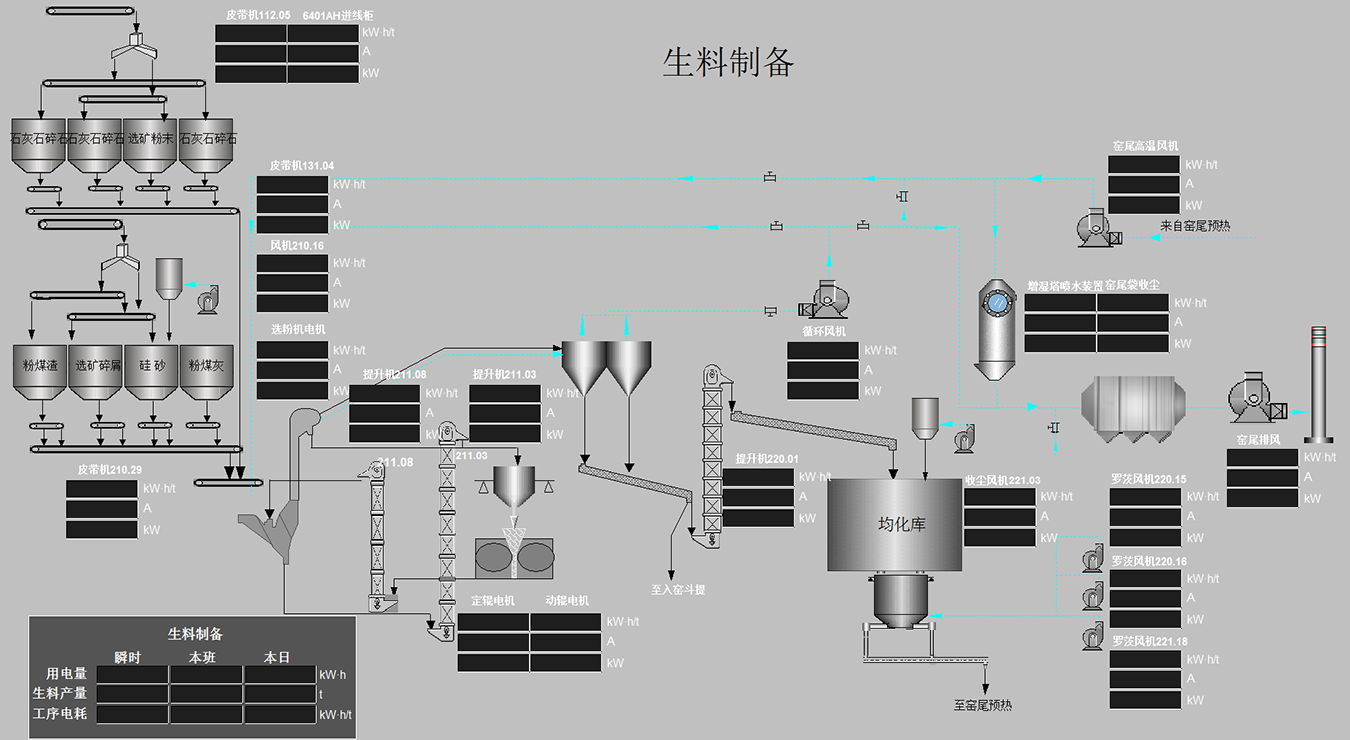 皮带机112.05 6401AH进线柜
kW·h/t
A
kW
生料制备
石灰石碎石 石灰石碎石 选矿粉末 石灰石碎石
皮带机131.04
kW·h/t
A
kW
窑尾高温风机
kW·h/t
A
kW
来自窑尾预热
风机210.16
kW·h/t
A
kW
增湿塔喷水装置 窑尾袋收尘
kW·h/t
A
kW
选粉机电机
kW·h/t
A
kW
循环风机
kW·h/t
A
kW
粉煤渣 选矿碎屑 硅砂 粉煤灰
提升机211.08
kW·h/t
A
kW
提升机211.03
kW·h/t
A
kW
211.08
211.03
窑尾排风
kW·h/t
A
kW
皮带机210.29
kW·h/t
A
kW
提升机220.01
kW·h/t
A
kW
均化库
收尘风机221.03
kW·h/t
A
kW
罗茨风机220.15
kW·h/t
A
kW
罗茨风机220.16
kW·h/t
A
kW
至入窑斗提
定辊电机 动辊电机
kW·h/t
A
kW
罗茨风机221.18
kW·h/t
A
kW
至窑尾预热
生料制备
瞬时 本班 本日
用电量 kW·h
生料产量 t
工序电耗 kW·h/t